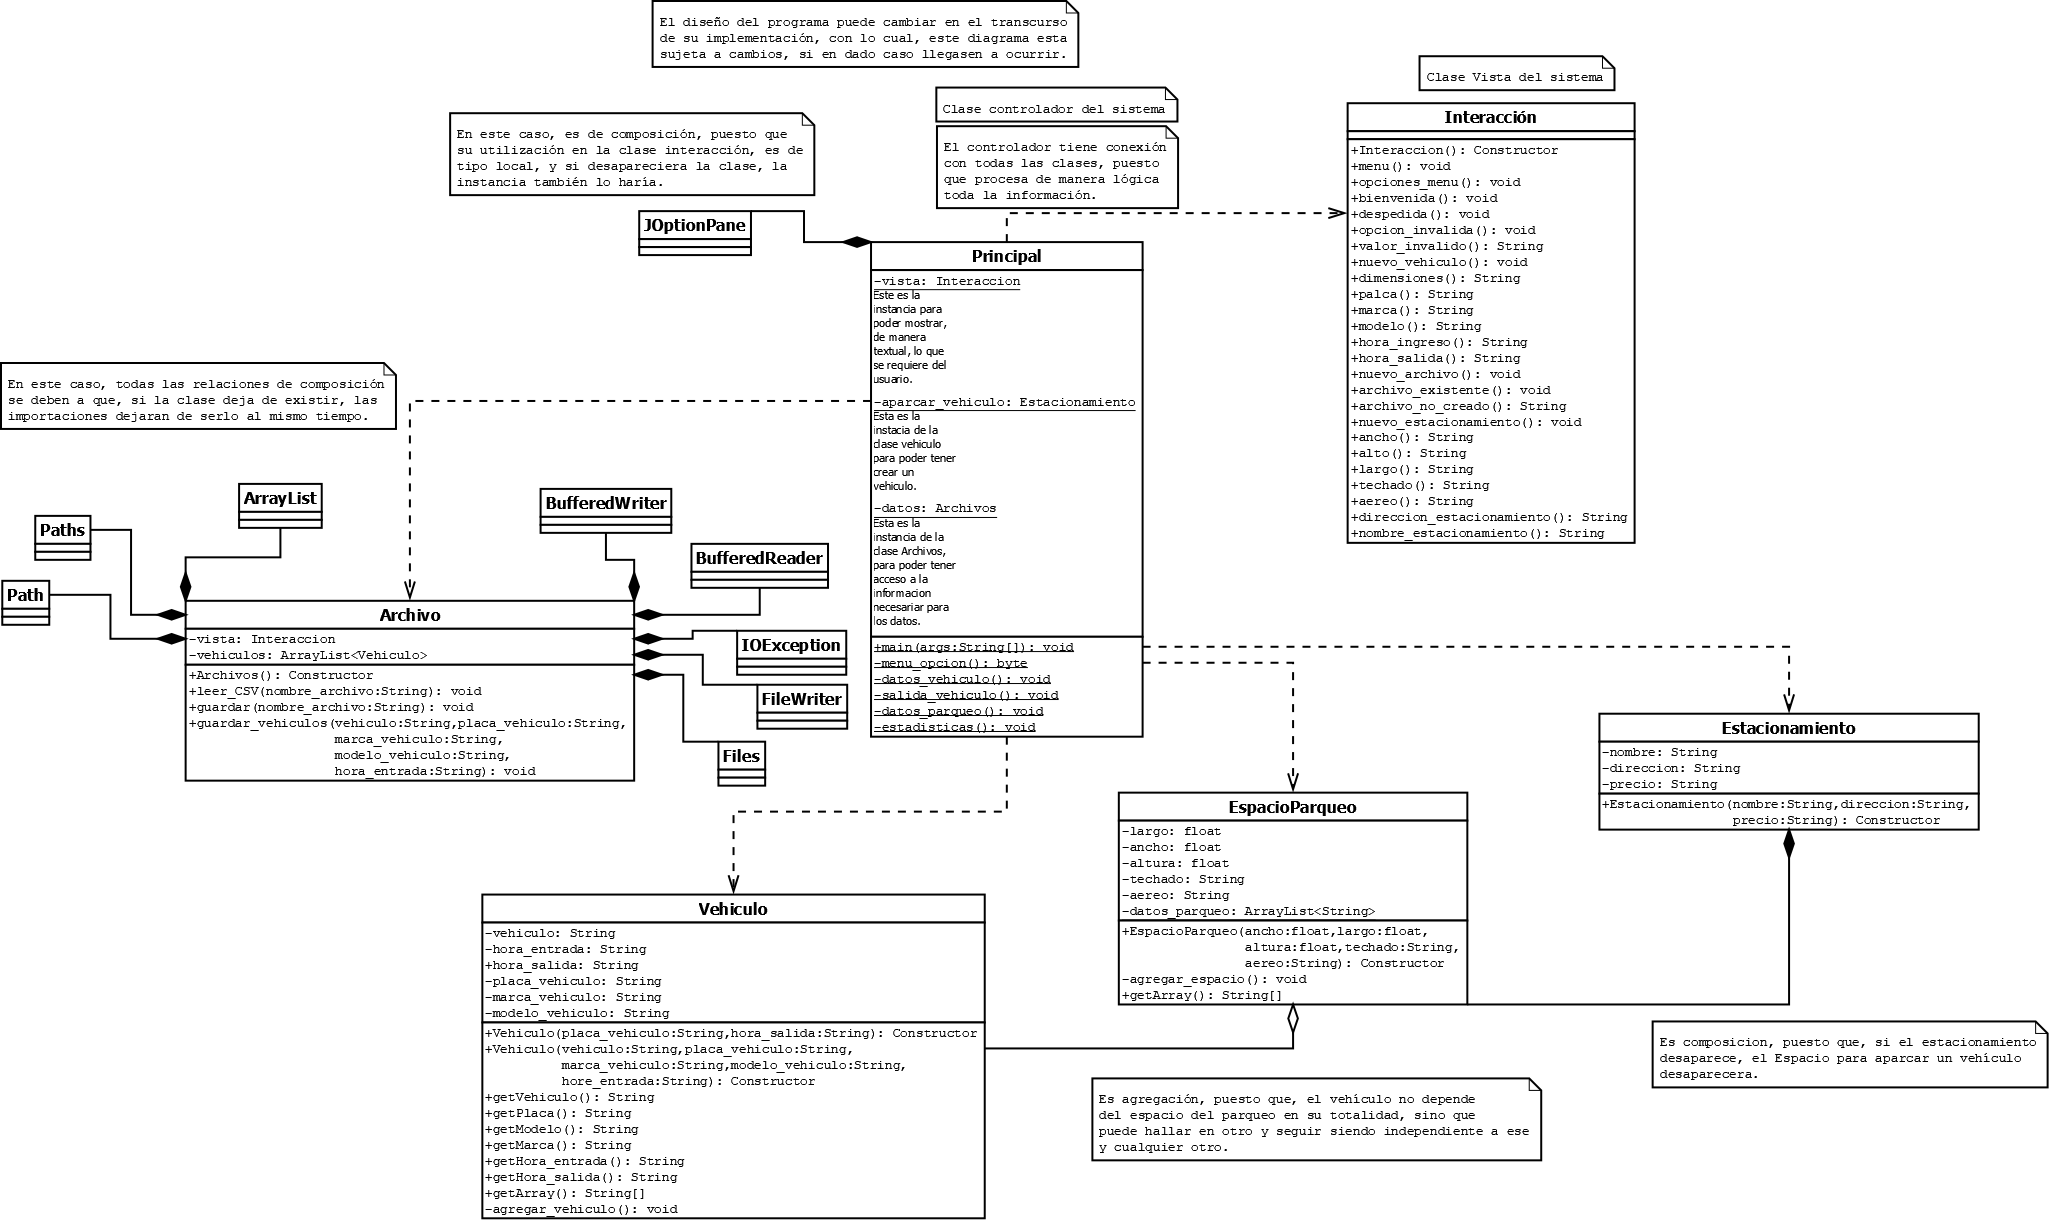 El diseño del programa puede cambiar en el transcurso
de su implementación, con lo cual, este diagrama esta
sujeta a cambios, si en dado caso llegasen a ocurrir.
Clase Vista del sistema
Clase controlador del sistema
El controlador tiene conexión
con todas las clases, puesto
que procesa de manera lógica
toda la información.
En este caso, es de composición, puesto que
su utilización en la clase interacción, es de
tipo local, y si desapareciera la clase, la
instancia también lo haría.
JOptionPane
Interacción
+Interaccion(): Constructor
+menu(): void
+opciones_menu(): void
+bienvenida(): void
+despedida(): void
+opcion_invalida(): void
+valor_invalido(): String
+nuevo_vehiculo(): void
+dimensiones(): String
+palca(): String
+marca(): String
+modelo(): String
+hora_ingreso(): String
+hora_salida(): String
+nuevo_archivo(): void
+archivo_existente(): void
+archivo_no_creado(): String
+nuevo_estacionamiento(): void
+ancho(): String
+alto(): String
+largo(): String
+techado(): String
+aereo(): String
+direccion_estacionamiento(): String
+nombre_estacionamiento(): String
Principal
-vista: Interaccion
Este es la
instancia para
poder mostrar,
de manera
textual, lo que
se requiere del
usuario.
-aparcar_vehiculo: Estacionamiento
Esta es la
instacia de la
clase vehiculo
para poder tener
crear un
vehiculo.
-datos: Archivos
Esta es la
instancia de la
clase Archivos,
para poder tener
acceso a la
informacion
necesariar para
los datos.
+main(args:String[]): void
-menu_opcion(): byte
-datos_vehiculo(): void
-salida_vehiculo(): void
-datos_parqueo(): void
-estadisticas(): void
En este caso, todas las relaciones de composición
se deben a que, si la clase deja de existir, las
importaciones dejaran de serlo al mismo tiempo.
ArrayList
BufferedWriter
Paths
BufferedReader
Path
Archivo
-vista: Interaccion
-vehiculos: ArrayList<Vehiculo>
+Archivos(): Constructor
+leer_CSV(nombre_archivo:String): void
+guardar(nombre_archivo:String): void
+guardar_vehiculos(vehiculo:String,placa_vehiculo:String,
marca_vehiculo:String,
modelo_vehiculo:String,
hora_entrada:String): void
IOException
FileWriter
Files
Estacionamiento
-nombre: String
-direccion: String
-precio: String
+Estacionamiento(nombre:String,direccion:String,
precio:String): Constructor
EspacioParqueo
-largo: float
-ancho: float
-altura: float
-techado: String
-aereo: String
-datos_parqueo: ArrayList<String>
+EspacioParqueo(ancho:float,largo:float,
altura:float,techado:String,
aereo:String): Constructor
-agregar_espacio(): void
+getArray(): String[]
Vehiculo
-vehiculo: String
-hora_entrada: String
+hora_salida: String
-placa_vehiculo: String
-marca_vehiculo: String
-modelo_vehiculo: String
+Vehiculo(placa_vehiculo:String,hora_salida:String): Constructor
+Vehiculo(vehiculo:String,placa_vehiculo:String,
marca_vehiculo:String,modelo_vehiculo:String,
hore_entrada:String): Constructor
+getVehiculo(): String
+getPlaca(): String
+getModelo(): String
+getMarca(): String
+getHora_entrada(): String
+getHora_salida(): String
+getArray(): String[]
-agregar_vehiculo(): void
Es composicion, puesto que, si el estacionamiento
desaparece, el Espacio para aparcar un vehículo
desaparecera.
Es agregación, puesto que, el vehículo no depende
del espacio del parqueo en su totalidad, sino que
puede hallar en otro y seguir siendo independiente a ese
y cualquier otro.